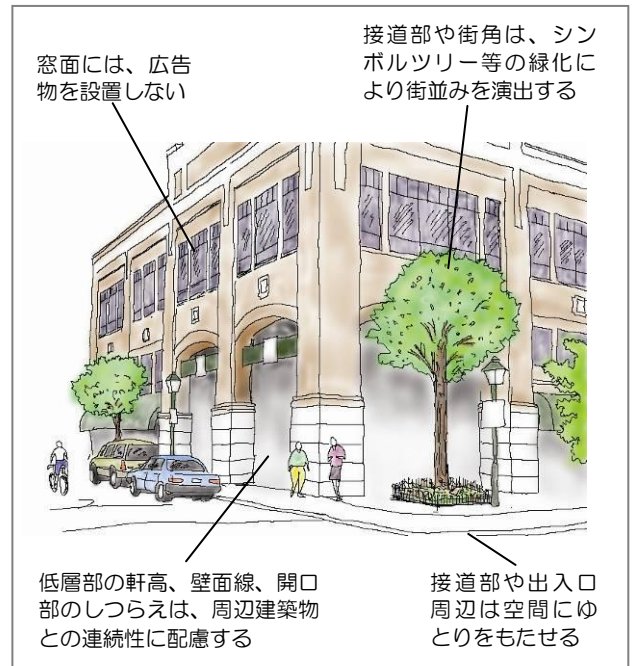 窓面には、広告
物を設置しない
接道部や街角は、シン
ボルツリー等の緑化に
より街並みを演出する
低層部の軒高、壁面線、開口
部のしつらえは、周辺建築物
との連続性に配慮する
接道部や出入口
周辺は空間にゆ
とりをもたせる